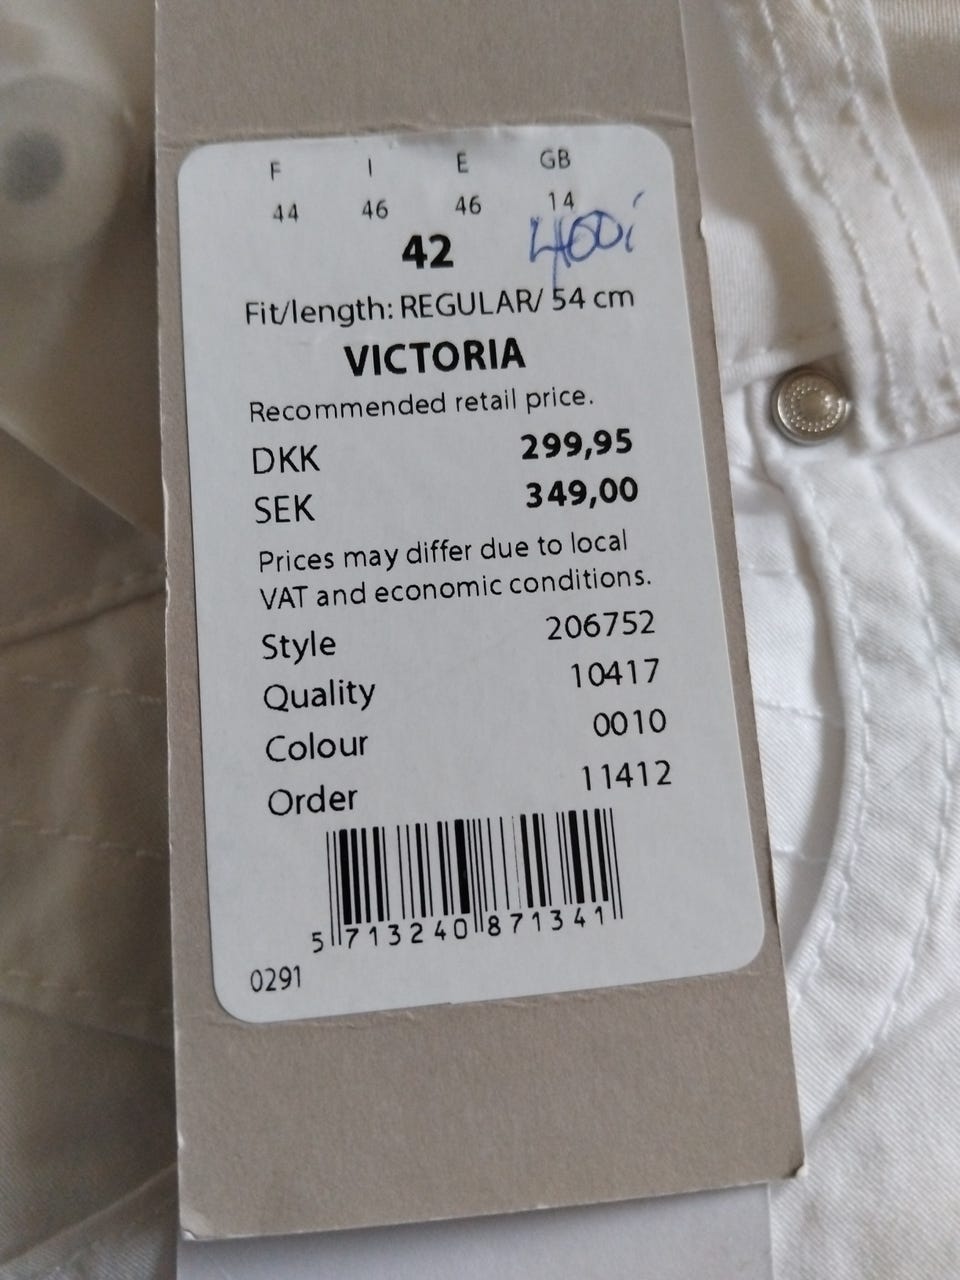 F I E GB
44 46 46 14
42
Fit/length: REGULAR/ 54 cm
VICTORIA
Recommended retail price.
DKK 299,95
SEK 349,00
Prices may differ due to local
VAT and economic conditions.
Style 206752
Quality 10417
Colour 0010
Order 11412
5 713240 871341
0291